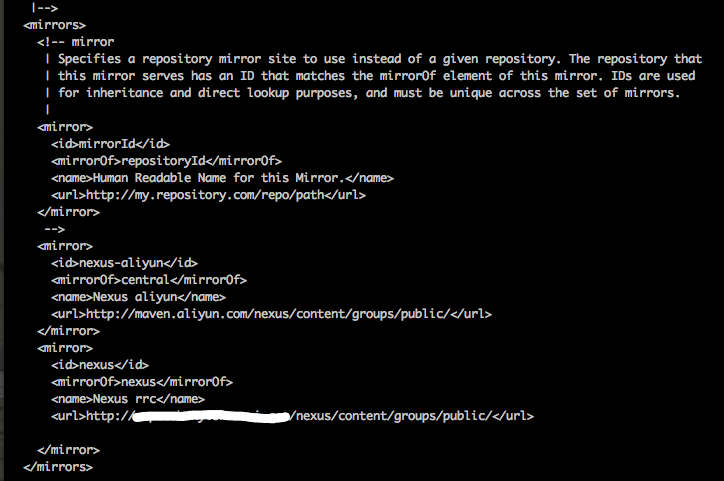 |-->
<mirrors>
<!-- mirror
| Specifies a repository mirror site to use instead of a given repository. The repository that
| this mirror serves has an ID that matches the mirrorOf element of this mirror. IDs are used
| for inheritance and direct lookup purposes, and must be unique across the set of mirrors.
|
<mirror>
<id>mirrorId</id>
<mirrorOf>repositoryId</mirrorOf>
<name>Human Readable Name for this Mirror.</name>
<url>http://my.repository.com/repo/path</url>
</mirror>
-->
<mirror>
<id>nexus-aliyun</id>
<mirrorOf>central</mirrorOf>
<name>Nexus aliyun</name>
<url>http://maven.aliyun.com/nexus/content/groups/public/</url>
</mirror>
<mirror>
<id>nexus</id>
<mirrorOf>nexus</mirrorOf>
<name>Nexus rrc</name>
<url>http:///nexus/content/groups/public/</url>
</mirror>
</mirrors>